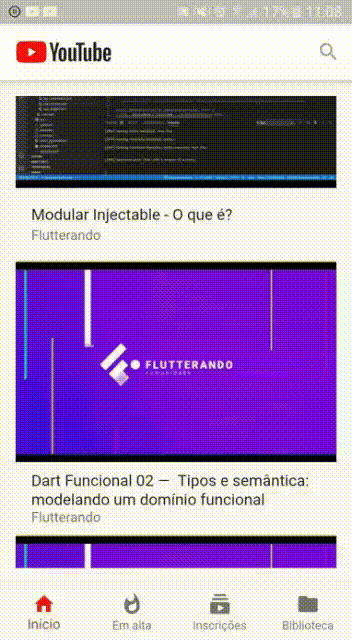 17% 11:08
YouTube
Modular Injectable - O que é?
Flutterando
FLUTTERANDO
comunidade
Dart Funcional 02 — Tipos e semântica:
modelando um domínio funcional
Flutterando
Início
Em alta
Inscrições
Biblioteca